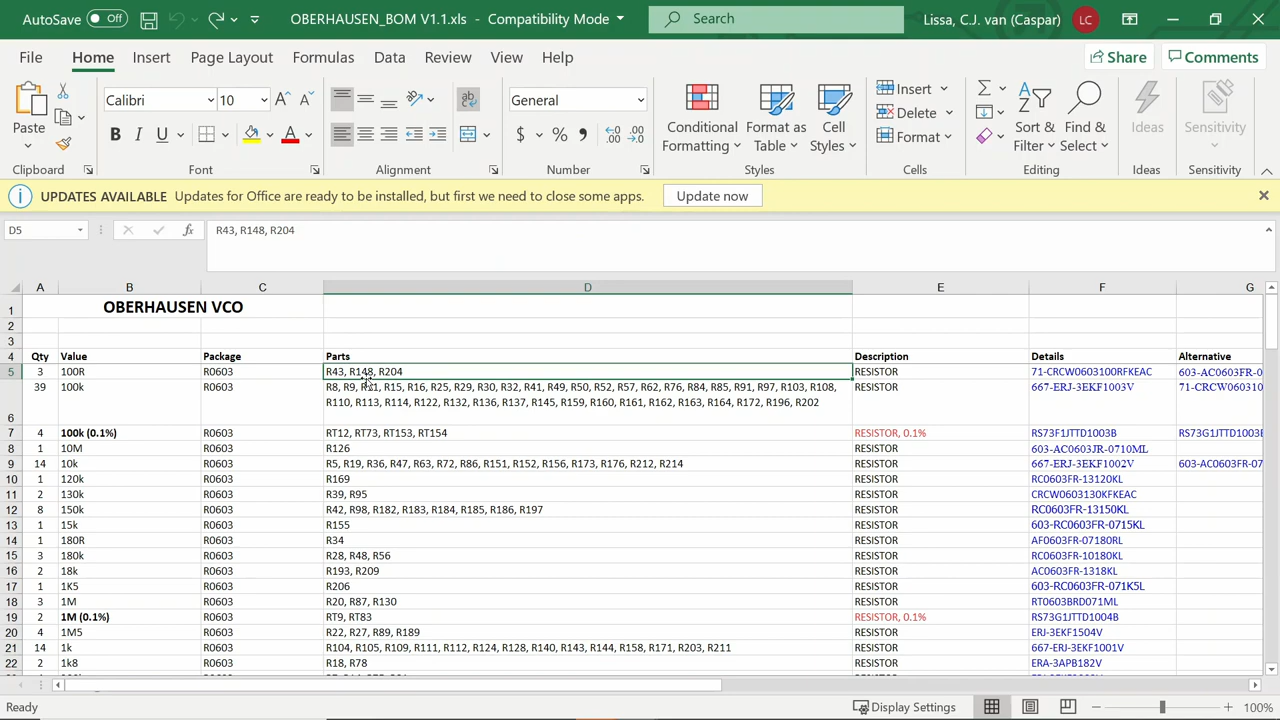 AutoSave Off OBERHAUSEN_BOM V1.1.xls - Compatibility Mode Search Lissa, C.J. van (Caspar) LC
File Home Insert Page Layout Formulas Data Review View Help Share Comments
Paste Calibri 10 A A ab General Conditional Formatting Format as Table Cell Styles Insert Delete Format Sort & Filter Find & Select Ideas Sensitivity
B I U A $ % 9
Clipboard Font Alignment Number Styles Cells Editing Ideas Sensitivity
UPDATES AVAILABLE Updates for Office are ready to be installed, but first we need to close some apps. Update now
D5 fx R43, R148, R204
A B C D E F G
1 OBERHAUSEN VCO
2
3
4 Qty Value Package Parts Description Details Alternative
5 3 100R R0603 R43, R148, R204 RESISTOR 71-CRCW0603100RFKEAC 603-AC0603FR-0
39 100k R0603 R8, R9, R11, R15, R16, R25, R29, R30, R32, R41, R49, R50, R52, R57, R62, R76, R84, R85, R91, R97, R103, R108, RESISTOR 667-ERJ-3EKF1003V 71-CRCW060310
6 R110, R113, R114, R122, R132, R136, R137, R145, R159, R160, R161, R162, R163, R164, R172, R196, R202
7 4 100k (0.1%) R0603 RT12, RT73, RT153, RT154 RESISTOR, 0.1% RS73F1JTTD1003B RS73G1JTTD1003B
8 1 10M R0603 R126 RESISTOR 603-AC0603JR-0710ML
9 14 10k R0603 R5, R19, R36, R47, R63, R72, R86, R151, R152, R156, R173, R176, R212, R214 RESISTOR 667-ERJ-3EKF1002V 603-AC0603FR-07
10 1 120k R0603 R169 RESISTOR RC0603FR-13120KL
11 2 130k R0603 R39, R95 RESISTOR CRCW0603130KFKEAC
12 8 150k R0603 R42, R98, R182, R183, R184, R185, R186, R197 RESISTOR RC0603FR-13150KL
13 1 15k R0603 R155 RESISTOR 603-RC0603FR-0715KL
14 1 180R R0603 R34 RESISTOR AF0603FR-07180RL
15 3 180k R0603 R28, R48, R56 RESISTOR RC0603FR-10180KL
16 2 18k R0603 R193, R209 RESISTOR AC0603FR-1318KL
17 1 1K5 R0603 R206 RESISTOR 603-RC0603FR-071K5L
18 3 1M R0603 R20, R87, R130 RESISTOR RT0603BRD071ML
19 2 1M (0.1%) R0603 RT9, RT83 RESISTOR, 0.1% RS73G1JTTD1004B
20 4 1M5 R0603 R22, R27, R89, R189 RESISTOR ERJ-3EKF1504V
21 14 1k R0603 R104, R105, R109, R111, R112, R124, R128, R140, R143, R144, R158, R171, R203, R211 RESISTOR 667-ERJ-3EKF1001V
22 2 1k8 R0603 R18, R78 RESISTOR ERA-3APB182V
Ready Display Settings 100%